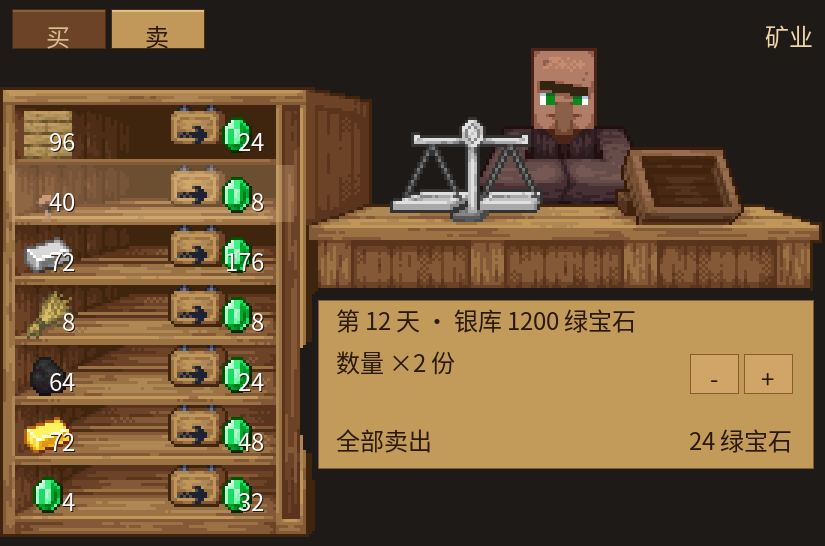 买 卖
矿业
96 24
40 8
72 176
8 8
64 24
72 48
4 32
第 12 天 · 银库 1200 绿宝石
数量 ×2 份
- +
全部卖出 24 绿宝石